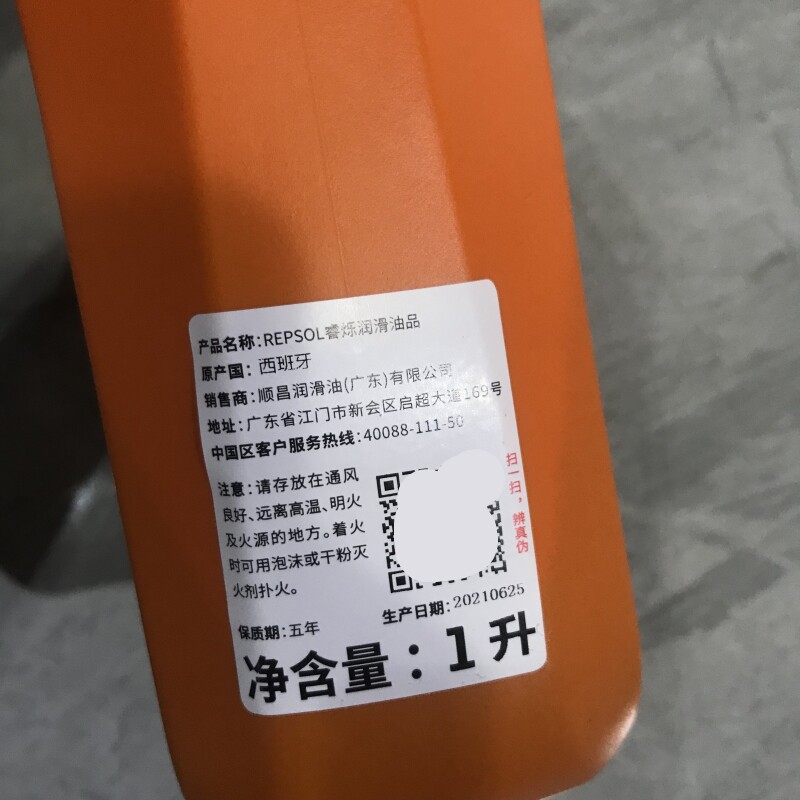 产品名称:REPSOL睿烁润滑油品
原产国:西班牙
销售商:顺昌润滑油(广东)有限公司
地址:广东省江门市新会区启超大道169号
中国区客户服务热线:40088-111-50
注意:请存放在通风
良好、远离高温、明火
及火源的地方。着火
时可用泡沫或干粉灭
火剂扑火。
扫一扫,辨真伪
保质期:五年
生产日期:20210625
净含量:1升